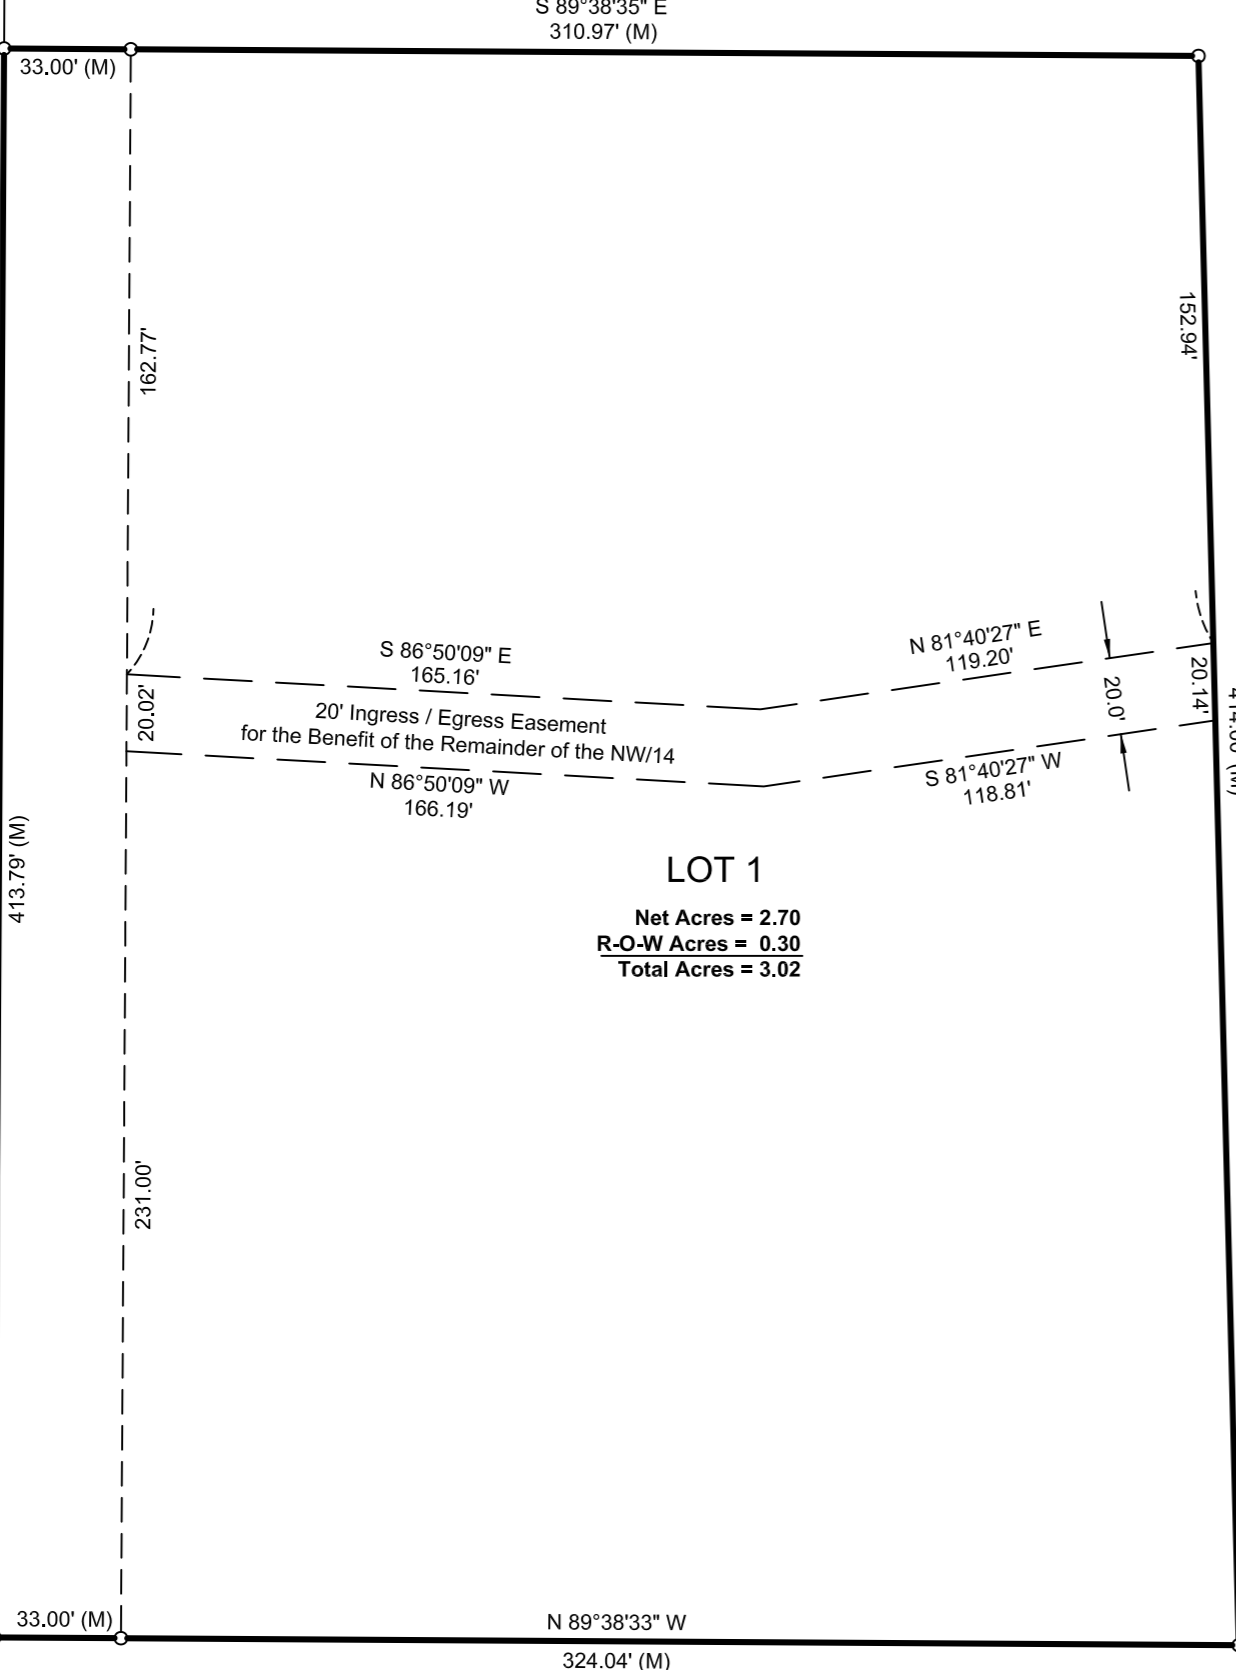 S 89°38'35" E
310.97' (M)
33.00' (M)
162.77'
152.94'
S 86°50'09" E
165.16'
N 81°40'27" E
119.20'
20.02'
20' Ingress / Egress Easement
for the Benefit of the Remainder of the NW/14
20.0'
20.14'
N 86°50'09" W
166.19'
S 81°40'27" W
118.81'
413.79' (M)
LOT 1
Net Acres = 2.70
R-O-W Acres = 0.30
Total Acres = 3.02
231.00'
33.00' (M)
N 89°38'33" W
324.04' (M)